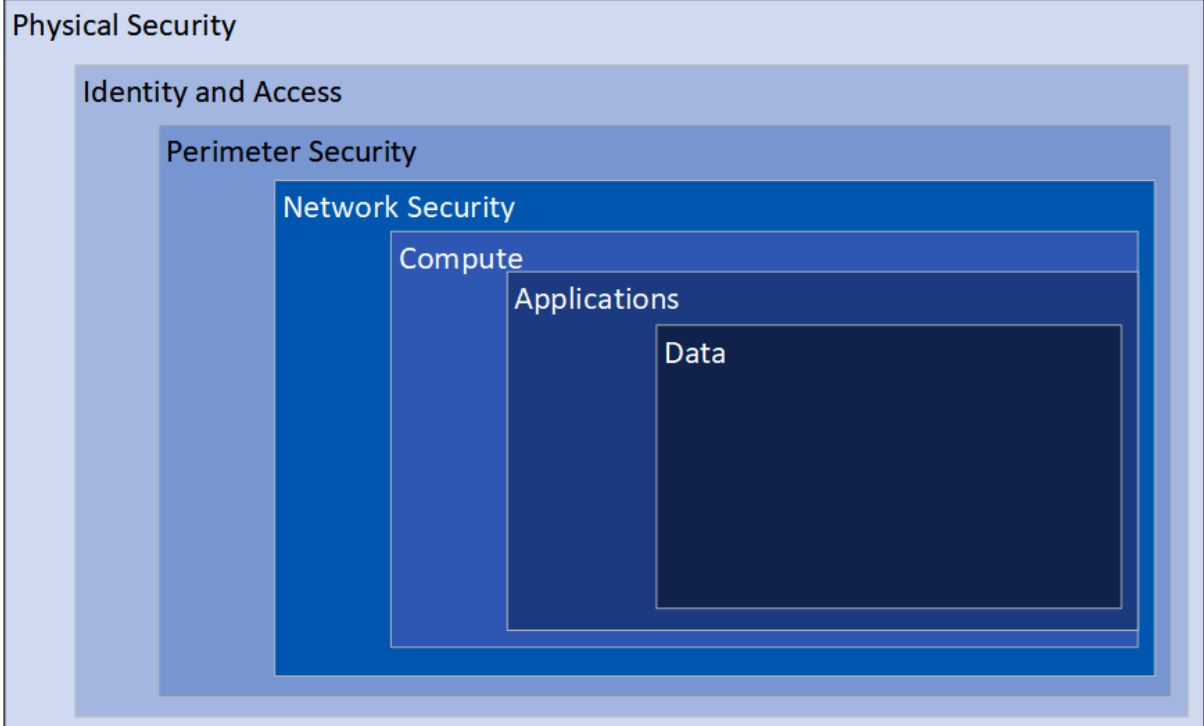 Physical Security
Identity and Access
Perimeter Security
Network Security
Compute
Applications
Data